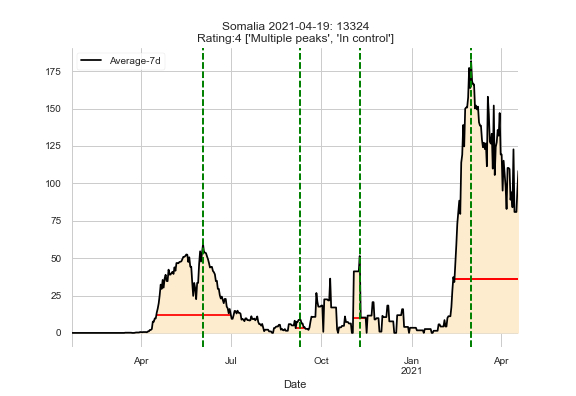 Somalia 2021-04-19: 13324
Rating:4 ['Multiple peaks', 'In control']
Average-7d
175
150
125
100
75
50
25
0
Apr
Jul
Oct
Jan
2021
Apr
Date